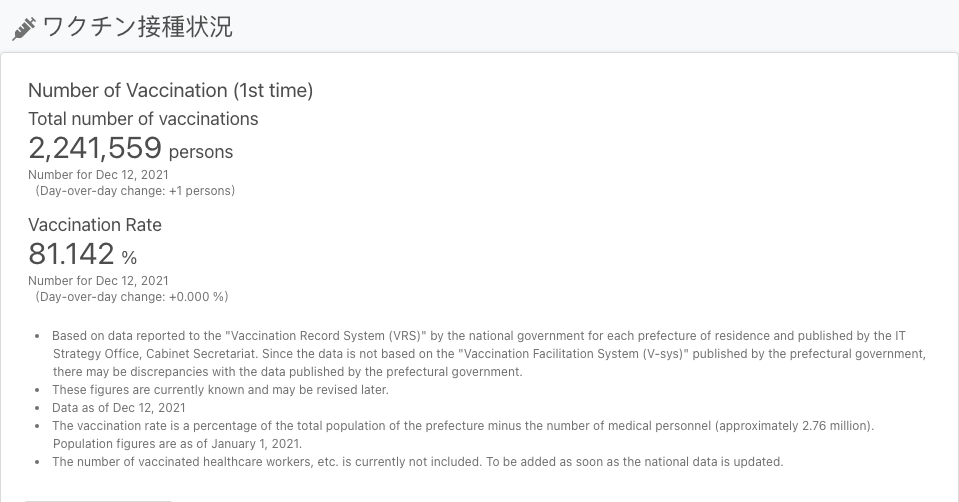 ワクチン接種状況
Number of Vaccination (1st time)
Total number of vaccinations
2,241,559 persons
Number for Dec 12, 2021
(Day-over-day change: +1 persons)
Vaccination Rate
81.142 %
Number for Dec 12, 2021
(Day-over-day change: +0.000 %)
• Based on data reported to the "Vaccination Record System (VRS)" by the national government for each prefecture of residence and published by the IT
Strategy Office, Cabinet Secretariat. Since the data is not based on the "Vaccination Facilitation System (V-sys)" published by the prefectural government,
there may be discrepancies with the data published by the prefectural government.
• These figures are currently known and may be revised later.
• Data as of Dec 12, 2021
• The vaccination rate is a percentage of the total population of the prefecture minus the number of medical personnel (approximately 2.76 million).
Population figures are as of January 1, 2021.
• The number of vaccinated healthcare workers, etc. is currently not included. To be added as soon as the national data is updated.